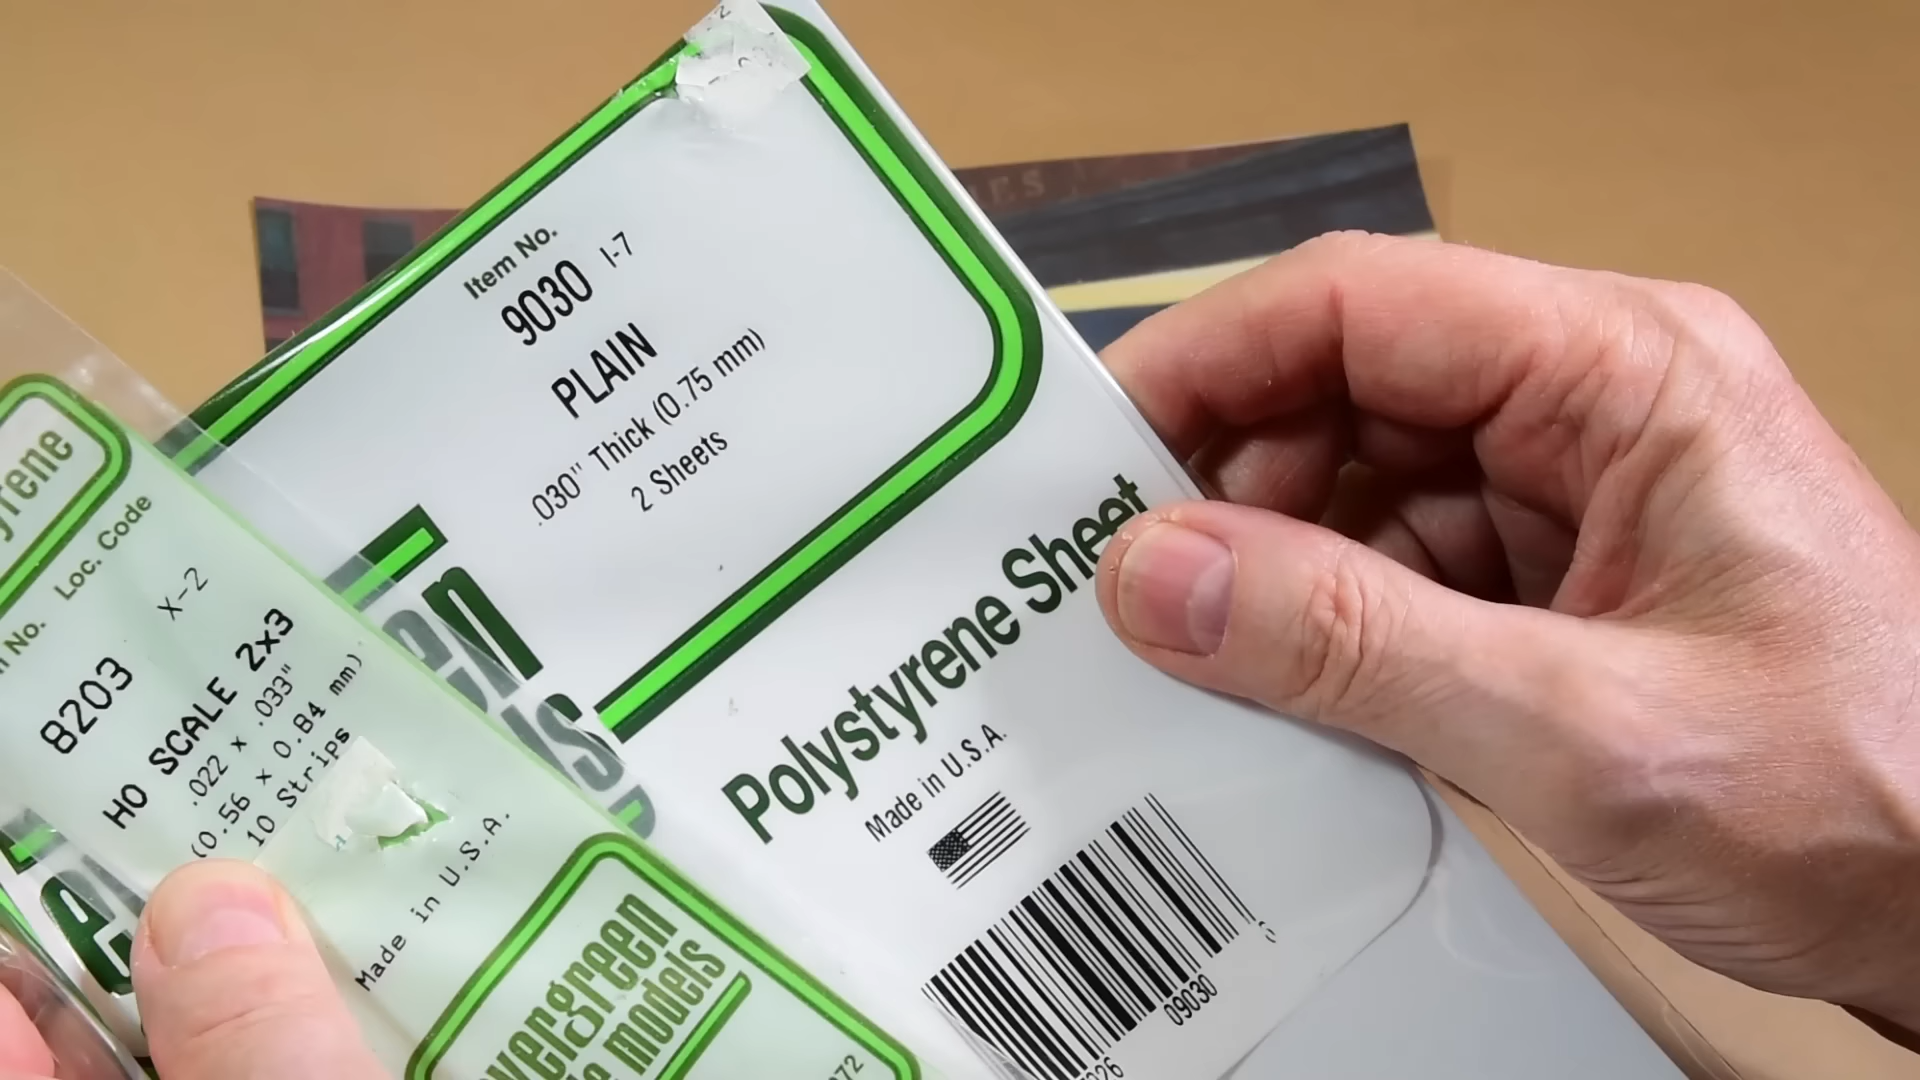 Item No.
9030 I-7
PLAIN
.030" Thick (0.75 mm)
2 Sheets
Polystyrene Sheet
Made in U.S.A.
09030
Loc. Code
No.
8203 X-2
HO SCALE 2x3
.022 x .033"
(0.56 x 0.84 mm)
10 Strips
Made in U.S.A.
evergreen
models